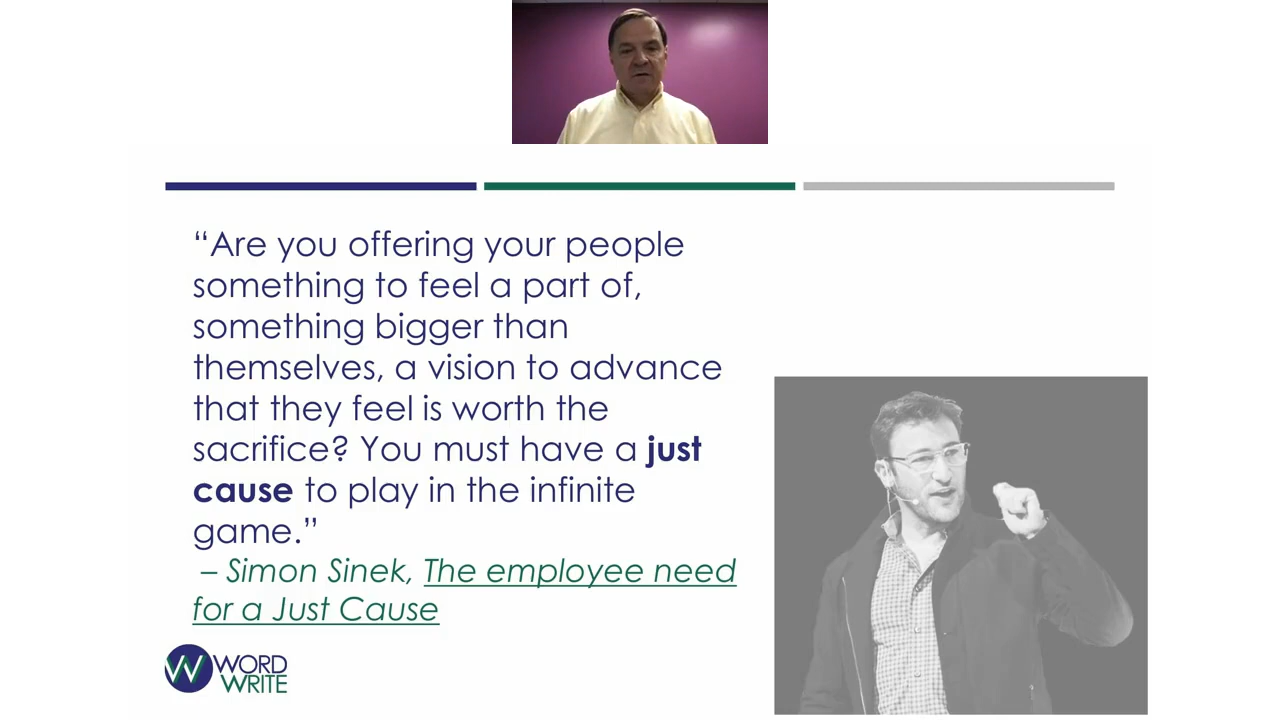 “Are you offering your people
something to feel a part of,
something bigger than
themselves, a vision to advance
that they feel is worth the
sacrifice? You must have a just
cause to play in the infinite
game.”
– Simon Sinek, The employee need
for a Just Cause
W WORD
WRITE